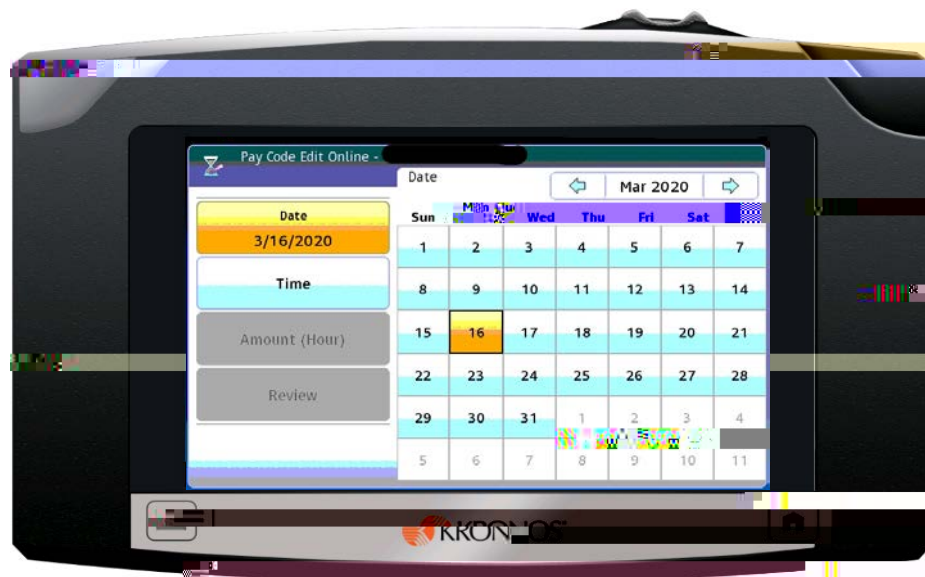 Pay Code Edit Online -
Date
Mar 2020
Date
3/16/2020
Sun Wed Thu Fri Sat
1 2 3 4 5 6 7
Time
8 9 10 11 12 13 14
15 16 17 18 19 20 21
Amount (Hour)
22 23 24 25 26 27 28
Review
29 30 31 1 2 3 4
5 6 7 8 9 10 11
KRONOS